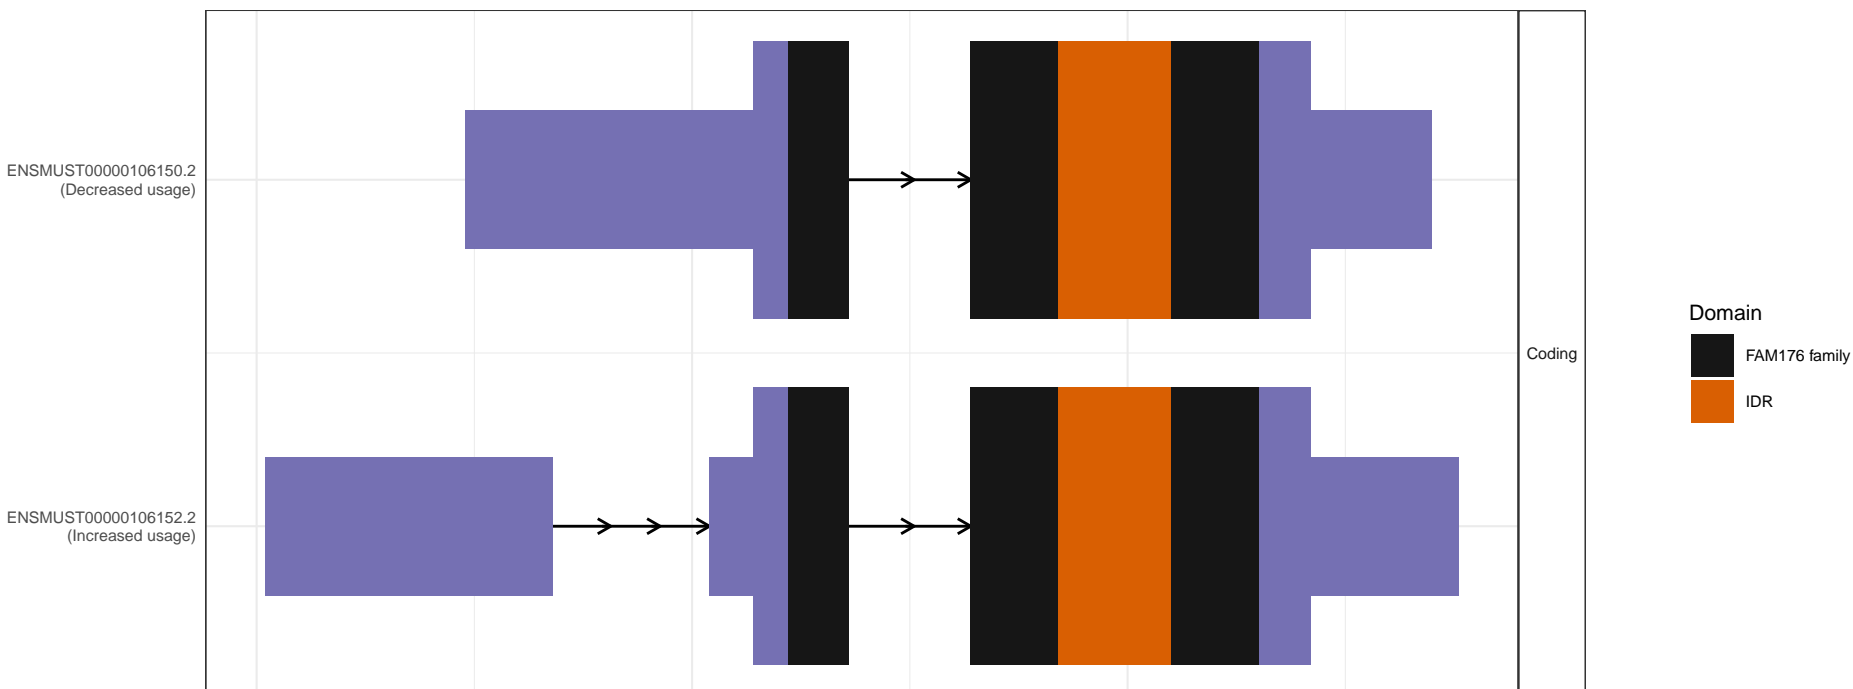 ENSMUST00000106150.2
(Decreased usage)
ENSMUST00000106152.2
(Increased usage)
Coding
Domain
FAM176 family
IDR